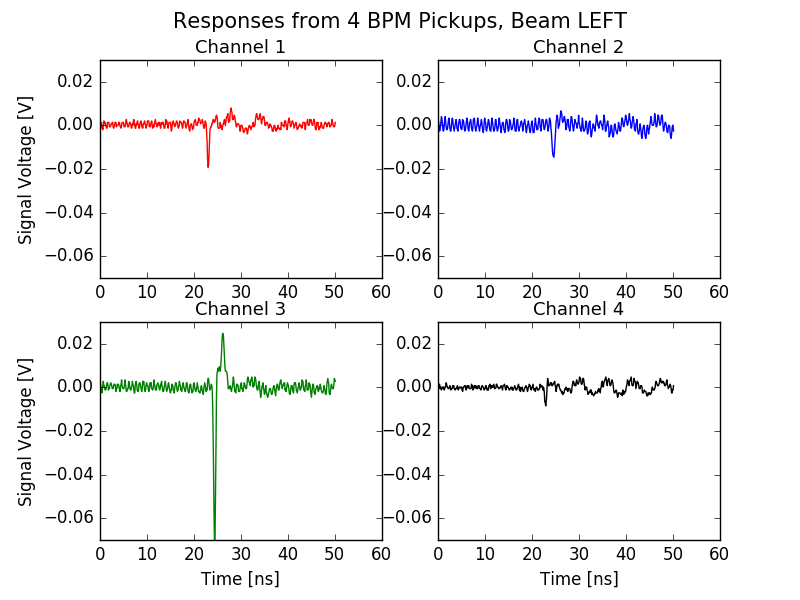 Responses from 4 BPM Pickups, Beam LEFT
Channel 1
Channel 2
Signal Voltage [V]
0.02
0.00
−0.02
−0.04
−0.06
0 10 20 30 40 50 60
0.02
0.00
−0.02
−0.04
−0.06
0 10 20 30 40 50 60
Channel 3
Channel 4
Signal Voltage [V]
0.02
0.00
−0.02
−0.04
−0.06
0 10 20 30 40 50 60
Time [ns]
0.02
0.00
−0.02
−0.04
−0.06
0 10 20 30 40 50 60
Time [ns]